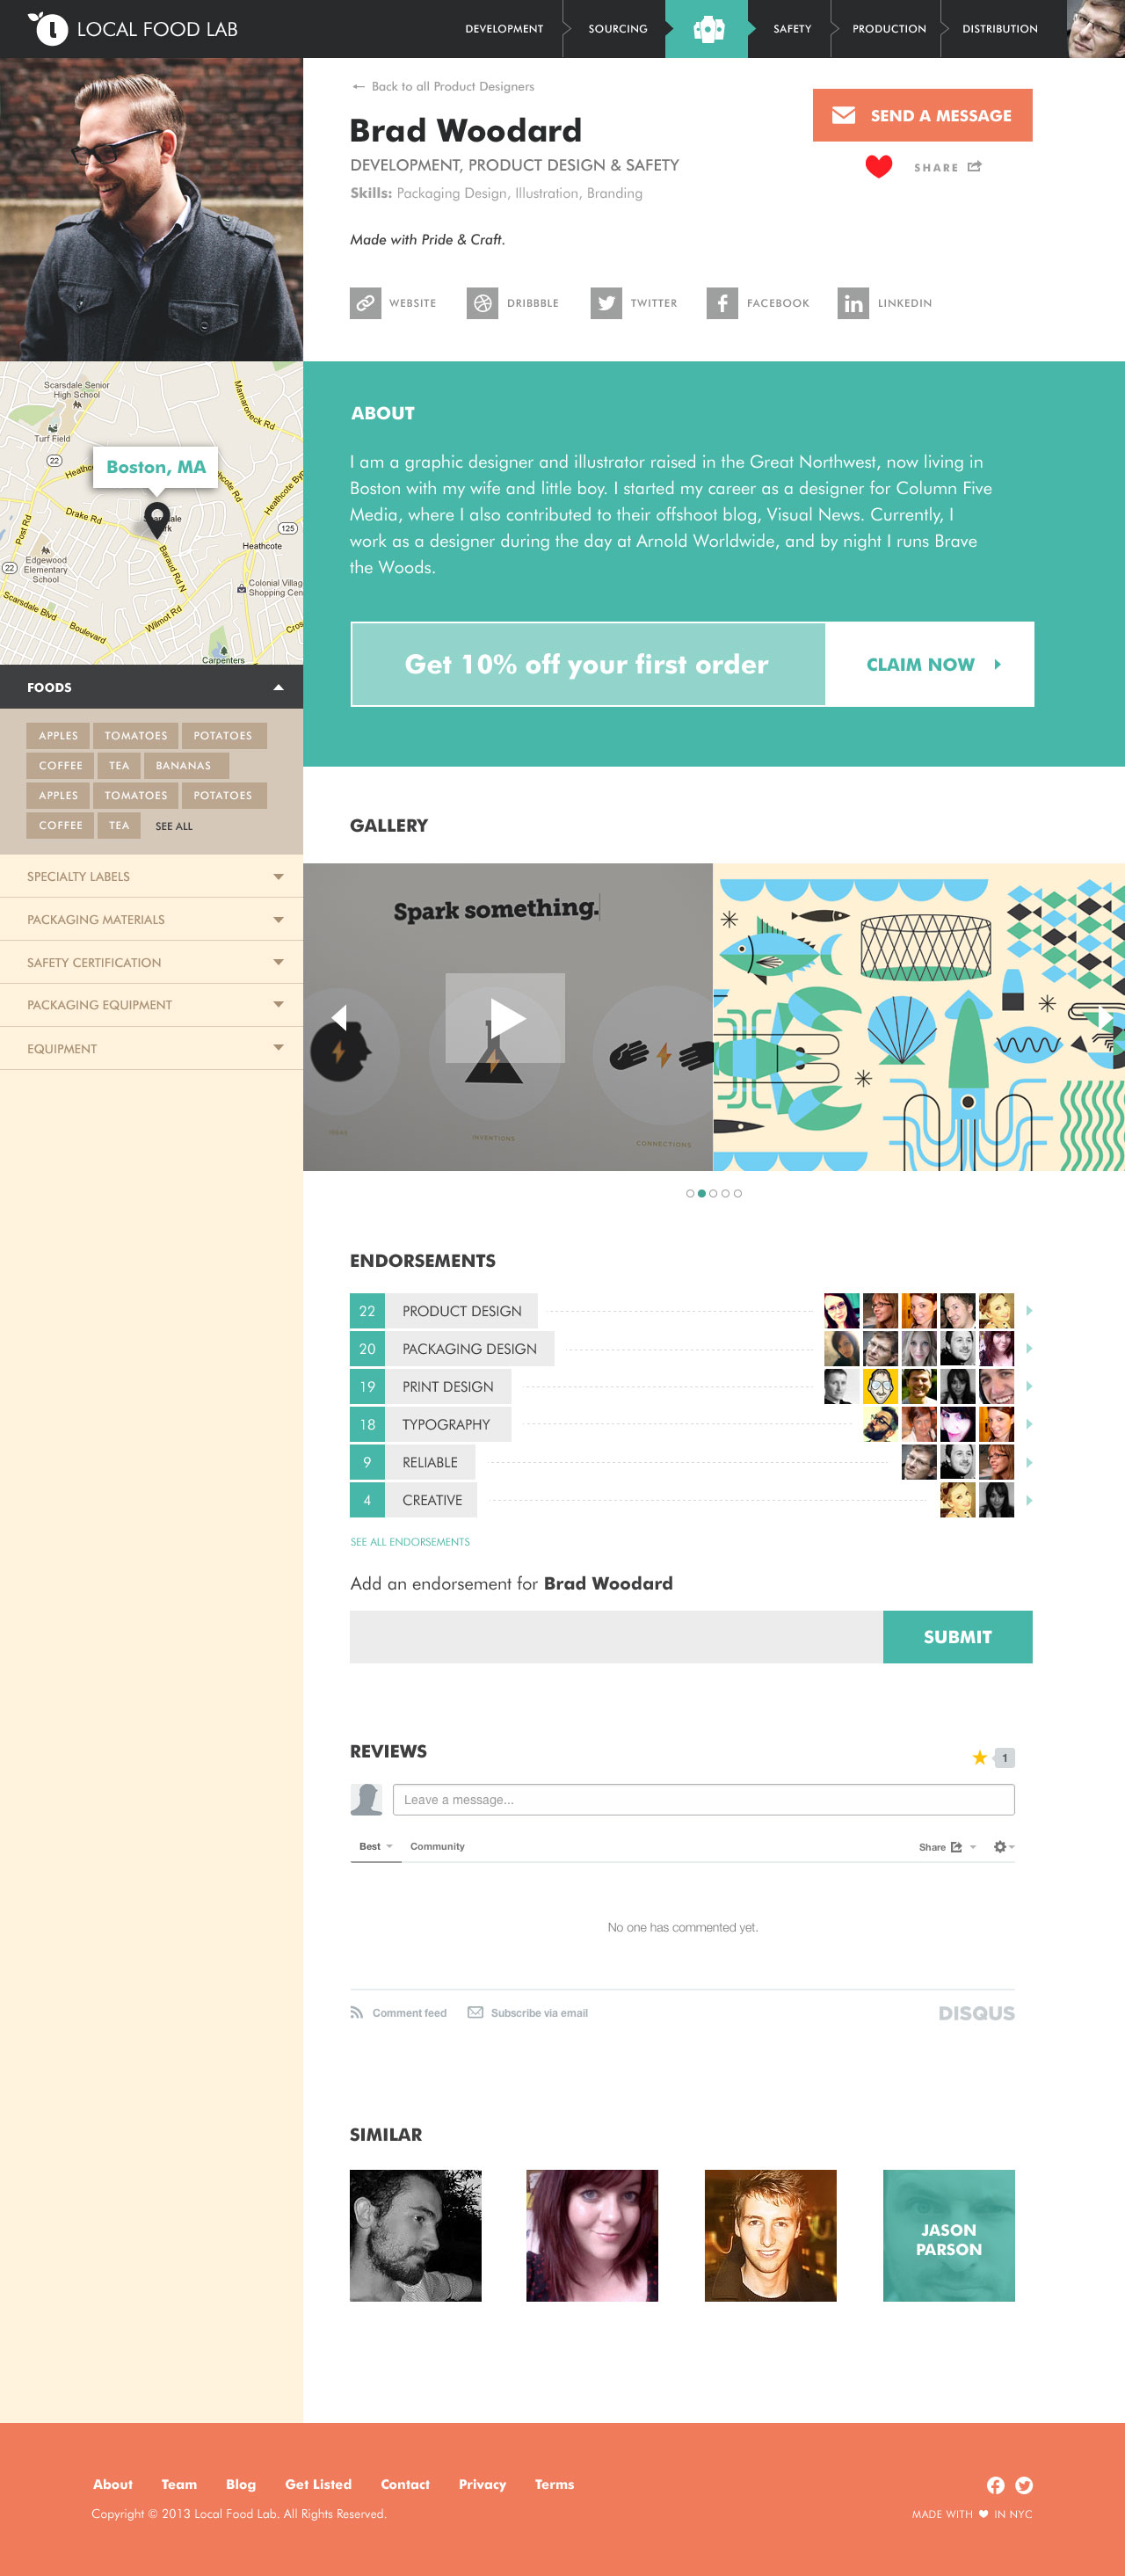 LOCAL FOOD LAB
DEVELOPMENT
SOURCING
SAFETY
PRODUCTION
DISTRIBUTION
← Back to all Product Designers
Brad Woodard
DEVELOPMENT, PRODUCT DESIGN & SAFETY
Skills: Packaging Design, Illustration, Branding
Made with Pride & Craft.
SEND A MESSAGE
SHARE
WEBSITE
DRIBBBLE
TWITTER
FACEBOOK
LINKEDIN
Scarsdale Senior
High School
Mamaroneck Rd
Turf Field
22
Boston, MA
Heathcote By
Drake Rd
Post Rd
125
Heathcote
Edgewood
Elementary
School
22
Baraud Rd N
Colonial Villag
Shopping Cen
Scarsdale Blvd
Boulevard
Wilmot Rd
Carpenters
ABOUT
I am a graphic designer and illustrator raised in the Great Northwest, now living in
Boston with my wife and little boy. I started my career as a designer for Column Five
Media, where I also contributed to their offshoot blog, Visual News. Currently, I
work as a designer during the day at Arnold Worldwide, and by night I runs Brave
the Woods.
Get 10% off your first order
CLAIM NOW
FOODS
APPLES TOMATOES POTATOES
COFFEE TEA BANANAS
APPLES TOMATOES POTATOES
COFFEE TEA SEE ALL
SPECIALTY LABELS
PACKAGING MATERIALS
SAFETY CERTIFICATION
PACKAGING EQUIPMENT
EQUIPMENT
GALLERY
Spark something.
IDEAS
INVENTIONS
CONNECTIONS
ENDORSEMENTS
22 PRODUCT DESIGN
20 PACKAGING DESIGN
19 PRINT DESIGN
18 TYPOGRAPHY
9 RELIABLE
4 CREATIVE
SEE ALL ENDORSEMENTS
Add an endorsement for Brad Woodard
SUBMIT
REVIEWS
1
Leave a message...
Best
Community
Share
No one has commented yet.
Comment feed
Subscribe via email
DISQUS
SIMILAR
JASON
PARSON
About Team Blog Get Listed Contact Privacy Terms
Copyright © 2013 Local Food Lab. All Rights Reserved.
MADE WITH ❤ IN NYC